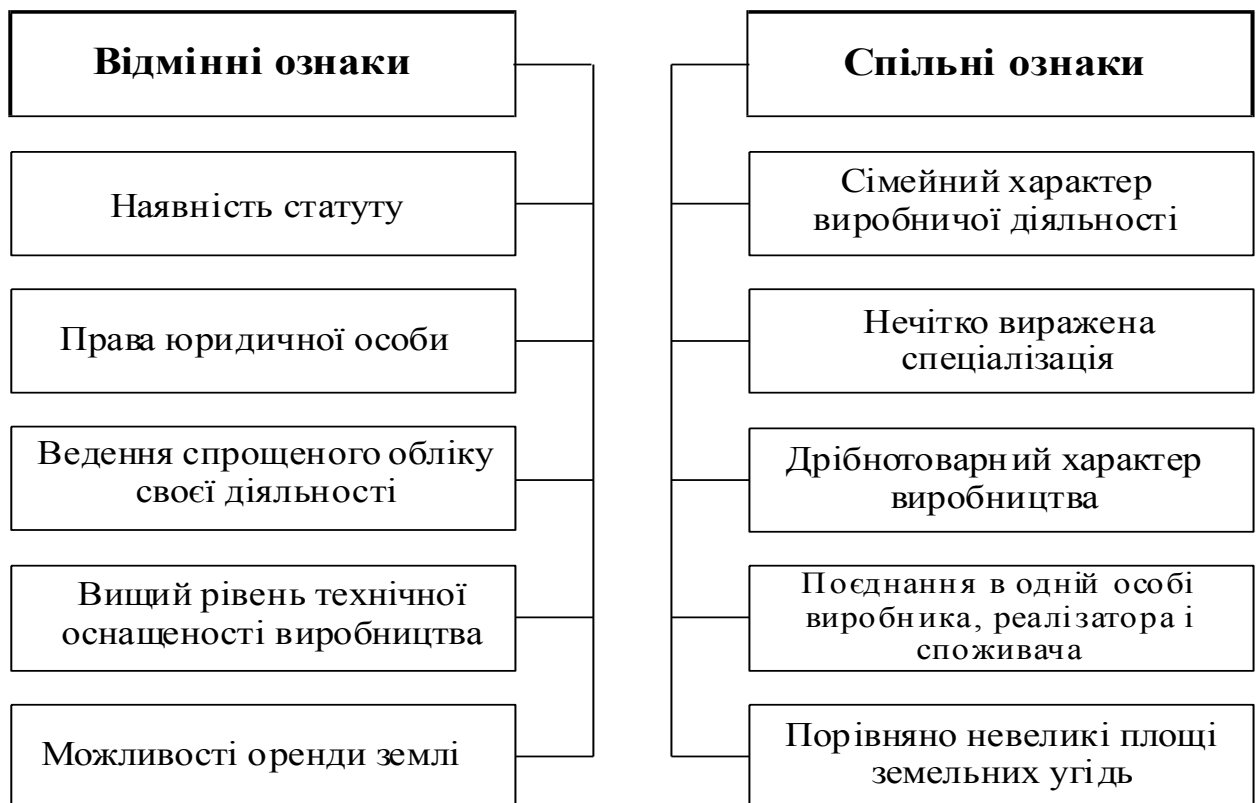 Відмінні ознаки
Наявність статуту
Права юридичної особи
Ведення спрощеного обліку
своєї діяльності
Вищий рівень технічної
оснащеності виробництва
Можливості оренди землі
Спільні ознаки
Сімейний характер
виробничої діяльності
Нечітко виражена
спеціалізація
Дрібнотоварний характер
виробництва
Поєднання в одній особі
виробника, реалізатора і
споживача
Порівняно невеликі площі
земельних угідь